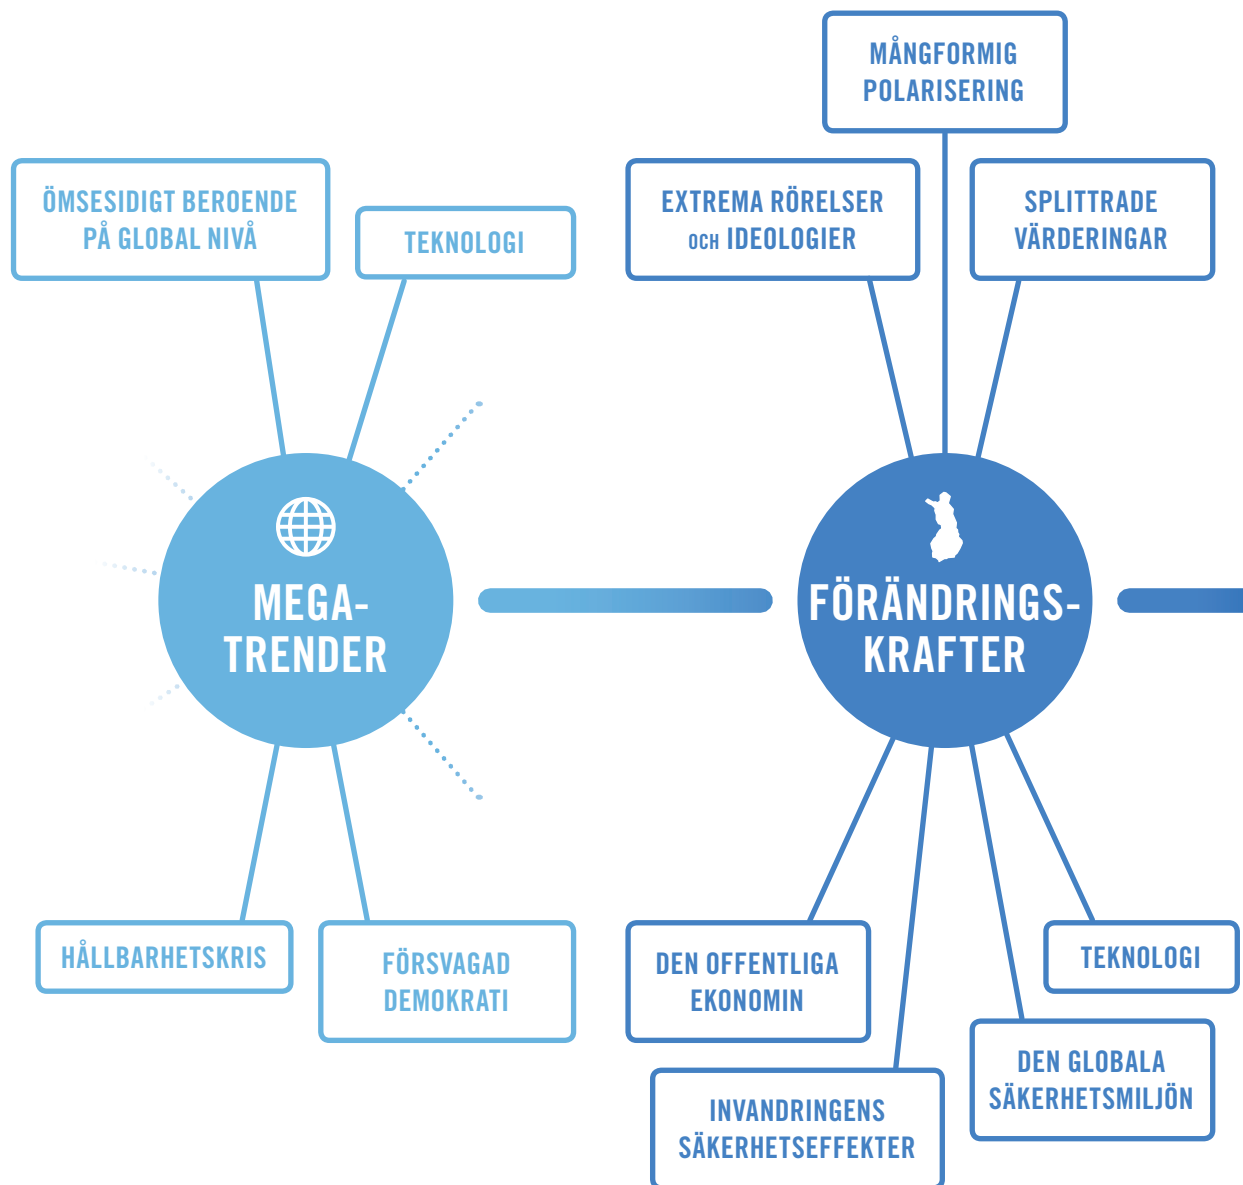 ÖMSESIDIGT BEROENDE
PÅ GLOBAL NIVÅ
TEKNOLOGI
MEGA-
TRENDER
HÅLLBARHETSKRIS
FÖRSVAGAD
DEMOKRATI
MÅNGFORMIG
POLARISERING
EXTREMA RÖRELSER
OCH IDEOLOGIER
SPLITTRADE
VÄRDERINGAR
FÖRÄNDRINGS-
KRAFTER
DEN OFFENTLIGA
EKONOMIN
INVANDRINGENS
SÄKERHETSEFFEKTER
DEN GLOBALA
SÄKERHETSMILJÖN
TEKNOLOGI